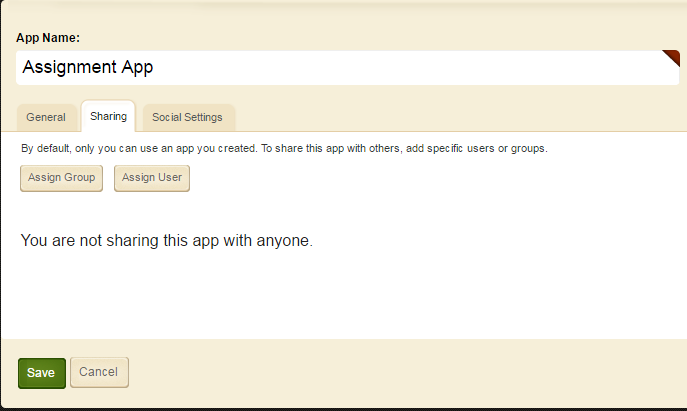 App Name:
Assignment App
General Sharing Social Settings
By default, only you can use an app you created. To share this app with others, add specific users or groups.
Assign Group Assign User
You are not sharing this app with anyone.
Save Cancel